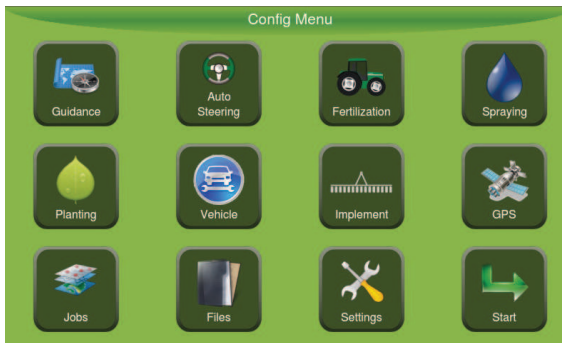 Config Menu
Guidance
Auto
Steering
Fertilization
Spraying
Planting
Vehicle
Implement
GPS
Jobs
Files
Settings
Start